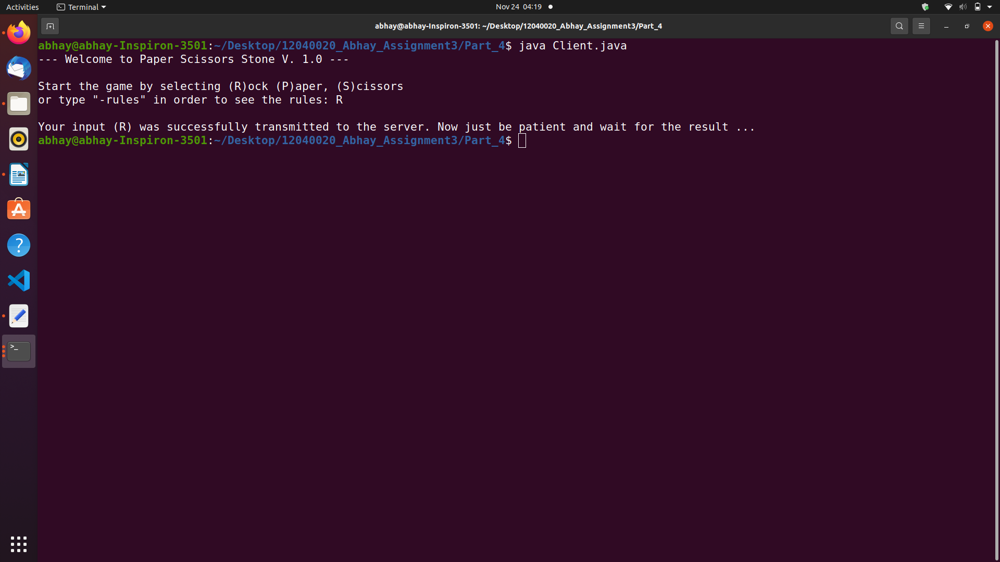 Activities
Terminal
Nov 24 04:19
abhay@abhay-Inspiron-3501: ~/Desktop/12040020_Abhay_Assignment3/Part_4
abhay@abhay-Inspiron-3501:~/Desktop/12040020_Abhay_Assignment3/Part_4$ java Client.java
--- Welcome to Paper Scissors Stone V. 1.0 ---
Start the game by selecting (R)ock (P)aper, (S)cissors
or type "-rules" in order to see the rules: R
Your input (R) was successfully transmitted to the server. Now just be patient and wait for the result ...
abhay@abhay-Inspiron-3501:~/Desktop/12040020_Abhay_Assignment3/Part_4$